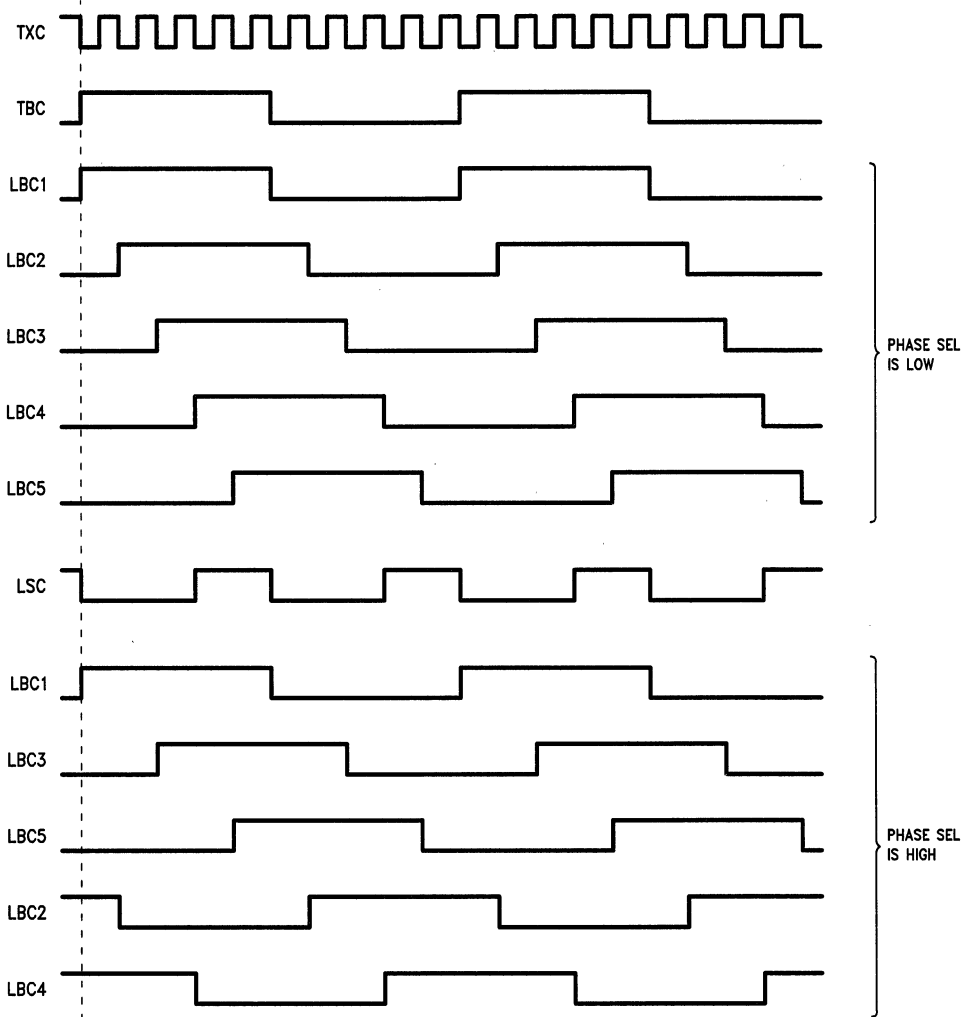 TXC
TBC
LBC1
LBC2
LBC3
PHASE SEL
IS LOW
LBC4
LBC5
LSC
LBC1
LBC3
LBC5
PHASE SEL
IS HIGH
LBC2
LBC4